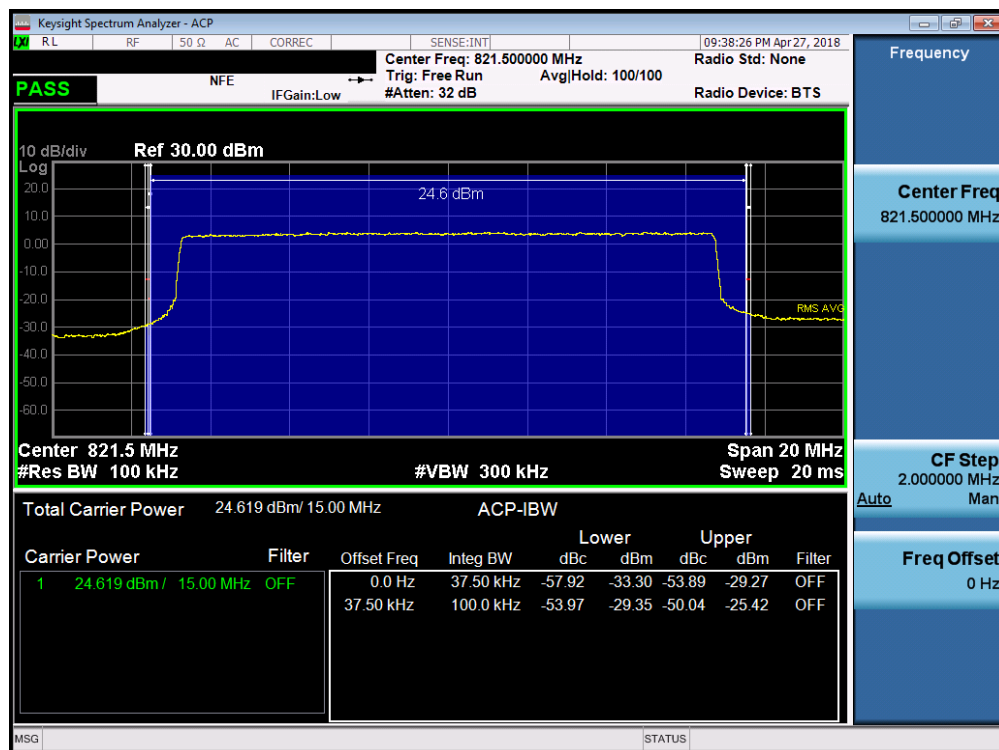 Keysight Spectrum Analyzer - ACP
LXI RL RF 50 Ω AC CORREC SENSE:INT 09:38:26 PM Apr 27, 2018
Center Freq: 821.500000 MHz Radio Std: None
Trig: Free Run Avg|Hold: 100/100
PASS NFE IFGain:Low #Atten: 32 dB Radio Device: BTS
Frequency
10 dB/div Ref 30.00 dBm
Log
24.6 dBm
20.0
10.0
0.00
-10.0
-20.0
-30.0
-40.0
-50.0
-60.0
RMS AVG
Center 821.5 MHz Span 20 MHz
#Res BW 100 kHz #VBW 300 kHz Sweep 20 ms
Center Freq
821.500000 MHz
CF Step
2.000000 MHz
Auto Man
Freq Offset
0 Hz
Total Carrier Power 24.619 dBm/ 15.00 MHz ACP-IBW
Lower Upper
Carrier Power Filter Offset Freq Integ BW dBc dBm dBc dBm Filter
1 24.619 dBm / 15.00 MHz OFF 0.0 Hz 37.50 kHz -57.92 -33.30 -53.89 -29.27 OFF
37.50 kHz 100.0 kHz -53.97 -29.35 -50.04 -25.42 OFF
MSG STATUS